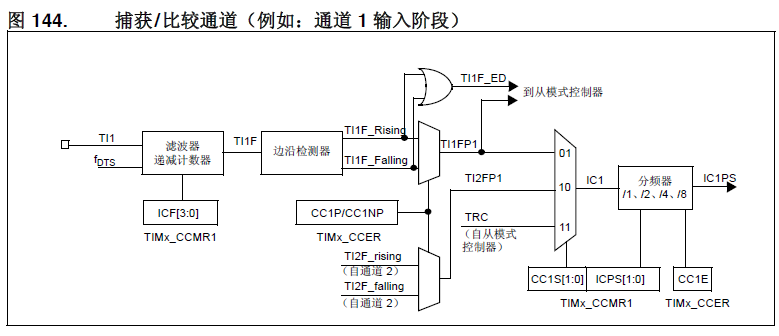 图 144. 捕获/比较通道（例如：通道 1 输入阶段）
TI1F_ED
到从模式控制器
TI1
fDTS
滤波器
递减计数器
TI1F
边沿检测器
TI1F_Rising
TI1F_Falling
TI1FP1
01
TI2FP1
10
IC1
分频器
/1、/2、/4、/8
IC1PS
ICF[3:0]
TIMx_CCMR1
CC1P/CC1NP
TIMx_CCER
TRC
11
（自从模式
控制器）
TI2F_rising
（自通道 2）
TI2F_falling
（自通道 2）
CC1S[1:0]
ICPS[1:0]
CC1E
TIMx_CCMR1
TIMx_CCER